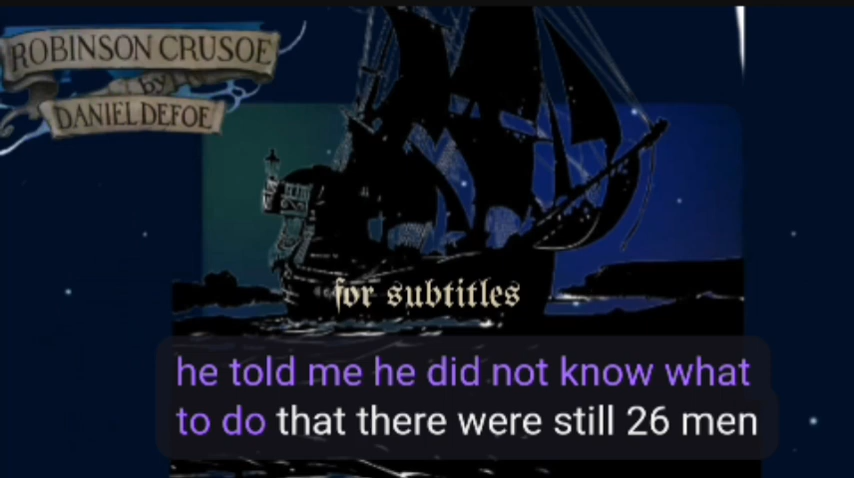 ROBINSON CRUSOE
by
DANIEL DEFOE
for subtitles
he told me he did not know what
to do that there were still 26 men